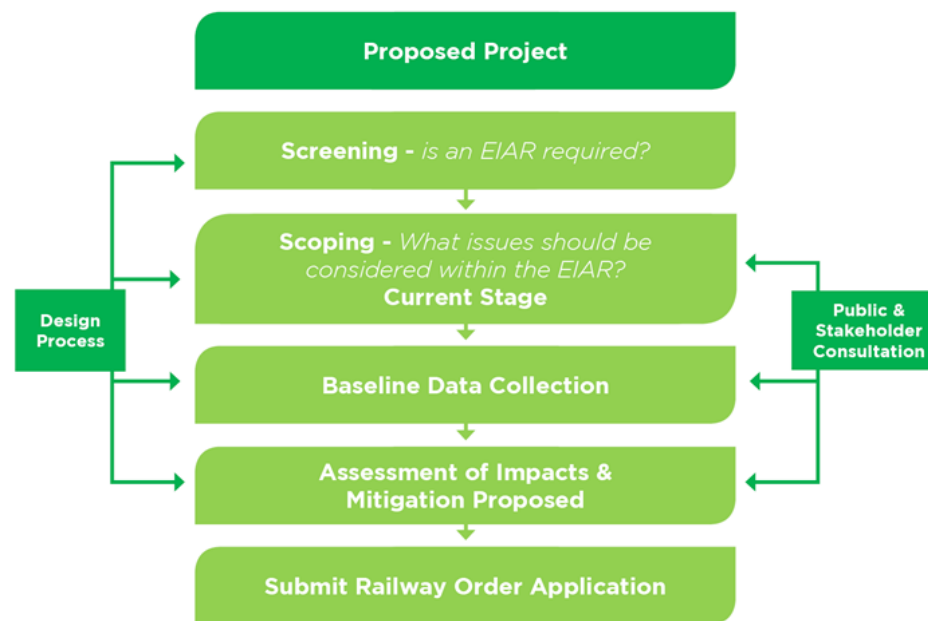 Proposed Project
Screening - is an EIAR required?
Scoping - What issues should be
considered within the EIAR?
Current Stage
Design
Process
Public &
Stakeholder
Consultation
Baseline Data Collection
Assessment of Impacts &
Mitigation Proposed
Submit Railway Order Application